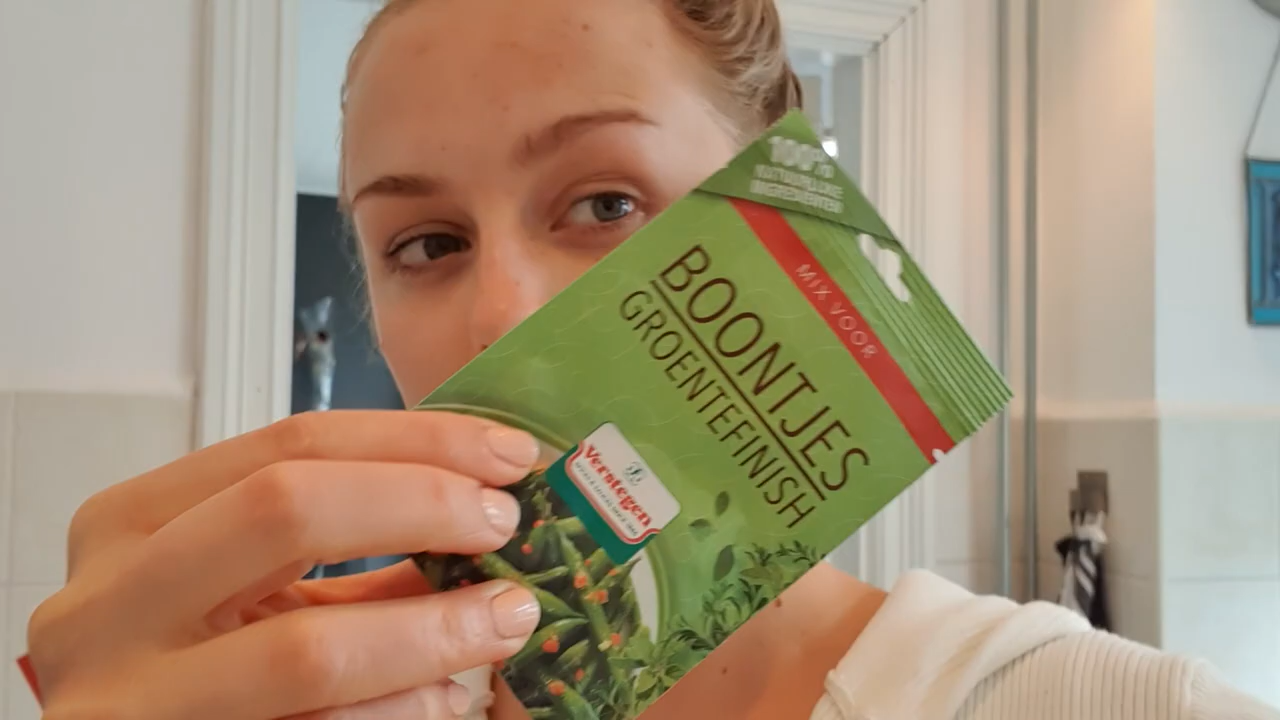 100%
NATUURLIJKE
INGREDIËNTEN
MIX VOOR
BOONTJES
GROENTEFINISH
Verstegen